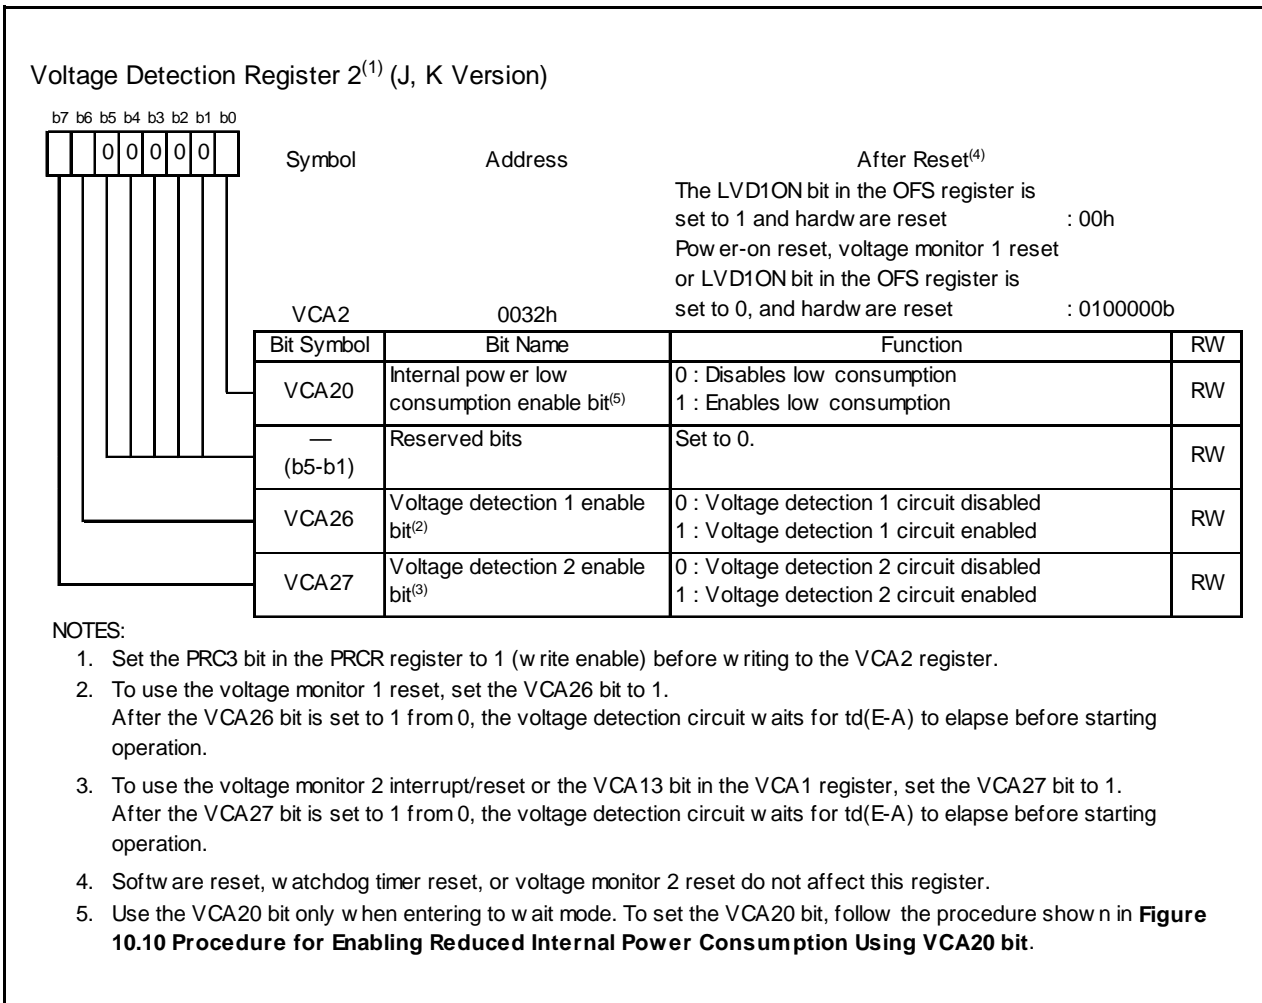 Voltage Detection Register 2(1) (J, K Version)
b7 b6 b5 b4 b3 b2 b1 b0
0 0 0 0 0
Symbol Address After Reset(4)
The LVD1ON bit in the OFS register is
set to 1 and hardware reset : 00h
Power-on reset, voltage monitor 1 reset
or LVD1ON bit in the OFS register is
VCA2 0032h set to 0, and hardware reset : 0100000b
Bit Symbol Bit Name Function RW
VCA20 Internal power low consumption enable bit(5) 0 : Disables low consumption RW
1 : Enables low consumption
— (b5-b1) Reserved bits Set to 0. RW
VCA26 Voltage detection 1 enable bit(2) 0 : Voltage detection 1 circuit disabled RW
1 : Voltage detection 1 circuit enabled
VCA27 Voltage detection 2 enable bit(3) 0 : Voltage detection 2 circuit disabled RW
1 : Voltage detection 2 circuit enabled
NOTES:
1. Set the PRC3 bit in the PRCR register to 1 (write enable) before writing to the VCA2 register.
2. To use the voltage monitor 1 reset, set the VCA26 bit to 1.
After the VCA26 bit is set to 1 from 0, the voltage detection circuit waits for td(E-A) to elapse before starting
operation.
3. To use the voltage monitor 2 interrupt/reset or the VCA13 bit in the VCA1 register, set the VCA27 bit to 1.
After the VCA27 bit is set to 1 from 0, the voltage detection circuit waits for td(E-A) to elapse before starting
operation.
4. Software reset, watchdog timer reset, or voltage monitor 2 reset do not affect this register.
5. Use the VCA20 bit only when entering to wait mode. To set the VCA20 bit, follow the procedure shown in Figure
10.10 Procedure for Enabling Reduced Internal Power Consumption Using VCA20 bit.